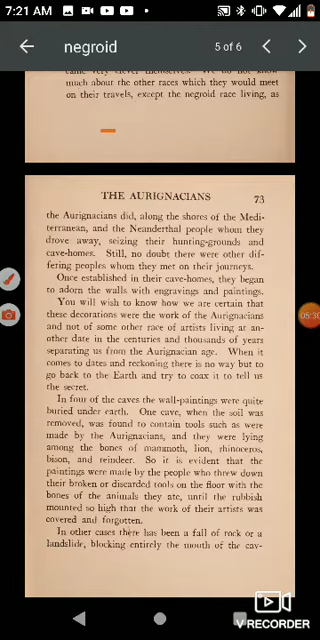 7:21 AM
81%
negroid
5 of 6
much about the other races which they would meet
on their travels, except the negroid race living, as
THE AURIGNACIANS 73
the Aurignacians did, along the shores of the Medi-
terranean, and the Neanderthal people whom they
drove away, seizing their hunting-grounds and
cave-homes. Still, no doubt there were other dif-
fering peoples whom they met on their journeys.
Once established in their cave-homes, they began
to adorn the walls with engravings and paintings.
You will wish to know how we are certain that
these decorations were the work of the Aurignacians
and not of some other race of artists living at an-
other date in the centuries and thousands of years
separating us from the Aurignacian age. When it
comes to dates and reckoning there is no way but to
go back to the Earth and try to coax it to tell us
the secret.
In four of the caves the wall-paintings were quite
buried under earth. One cave, when the soil was
removed, was found to contain tools such as were
made by the Aurignacians, and they were lying
among the bones of mammoth, lion, rhinoceros,
bison, and reindeer. So it is evident that the
paintings were made by the people who threw down
their broken or discarded tools on the floor with the
bones of the animals they ate, until the rubbish
mounted so high that the work of their artists was
covered and forgotten.
In other cases there has been a fall of rock or a
landslide, blocking entirely the mouth of the cav-
05:30
V RECORDER